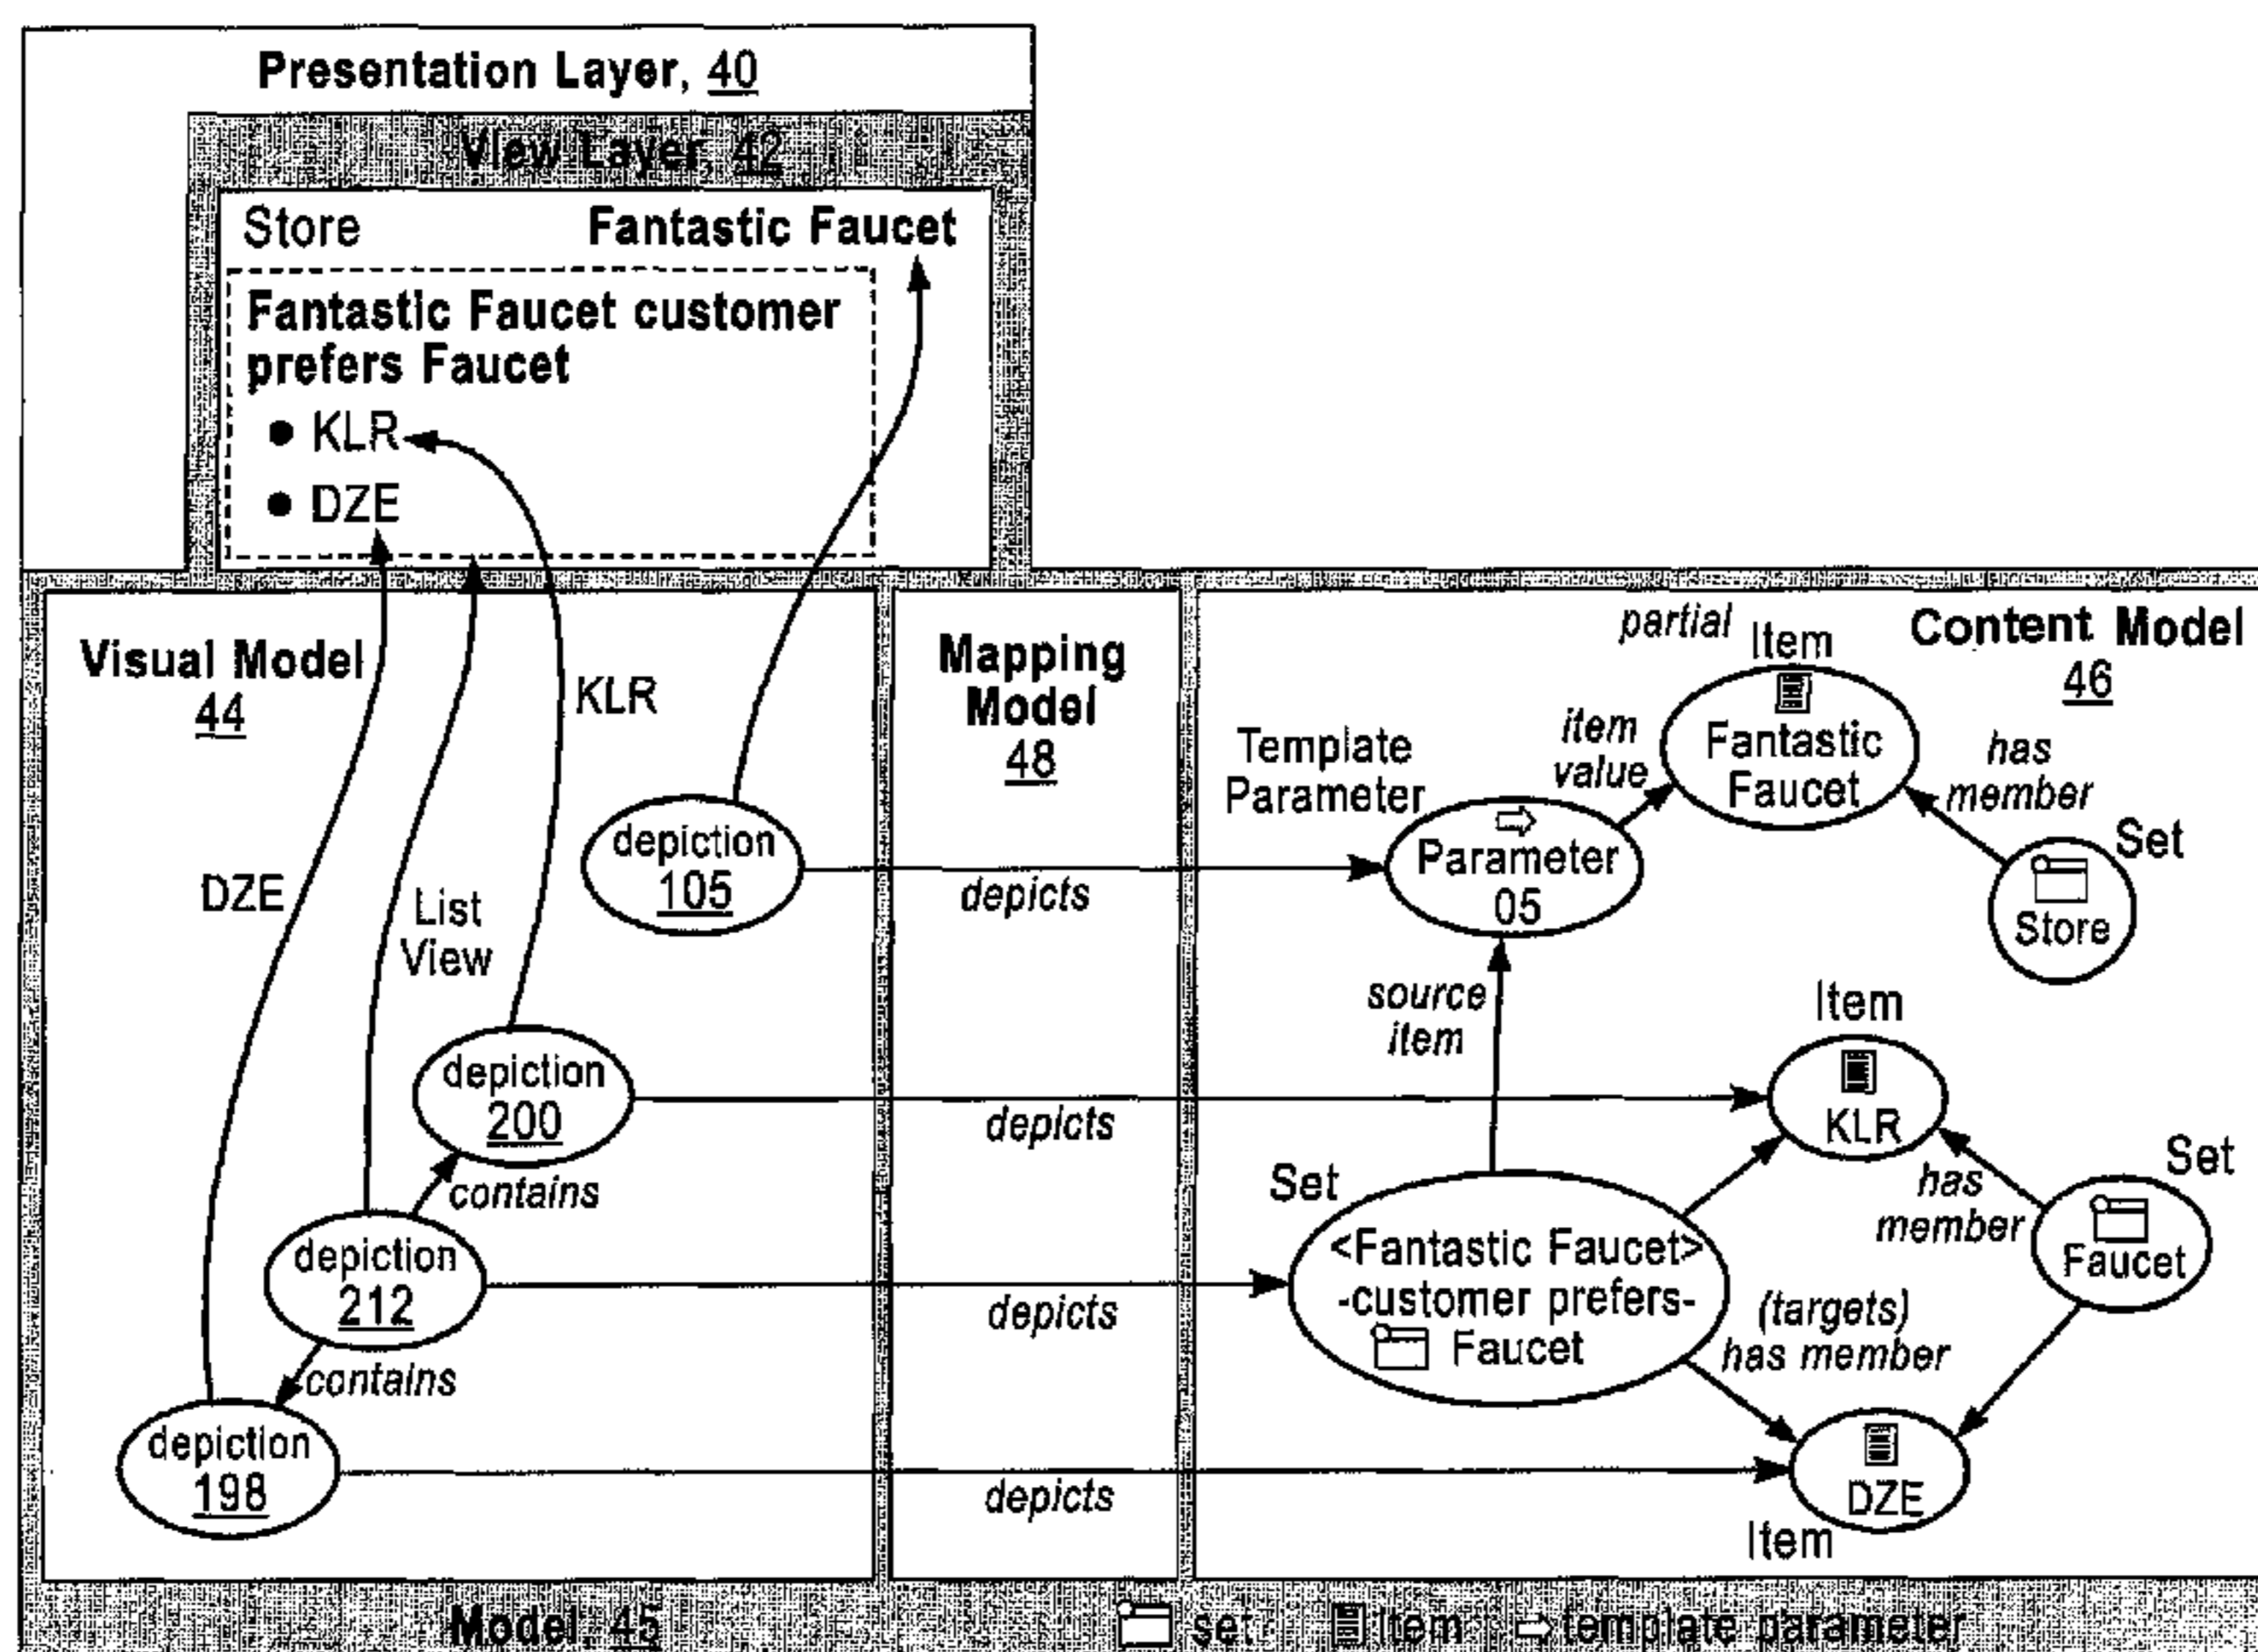 Presentation Layer, 40
View Layer, 42
Store Fantastic Faucet
Fantastic Faucet customer
prefers Faucet
● KLR
● DZE
Visual Model
44
Mapping
Model
48
Content Model
46
KLR
DZE
List
View
depiction
105
depiction
200
contains
depiction
212
contains
depiction
198
depicts
depicts
depicts
depicts
partial
Item
Fantastic
Faucet
item
value
has
member
Template
Parameter
Parameter
05
Set
Store
source
item
Item
KLR
Set
<Fantastic Faucet>
-customer prefers-
Faucet
has
member
Set
Faucet
(targets)
has member
DZE
Item
Model 45
set Item template parameter